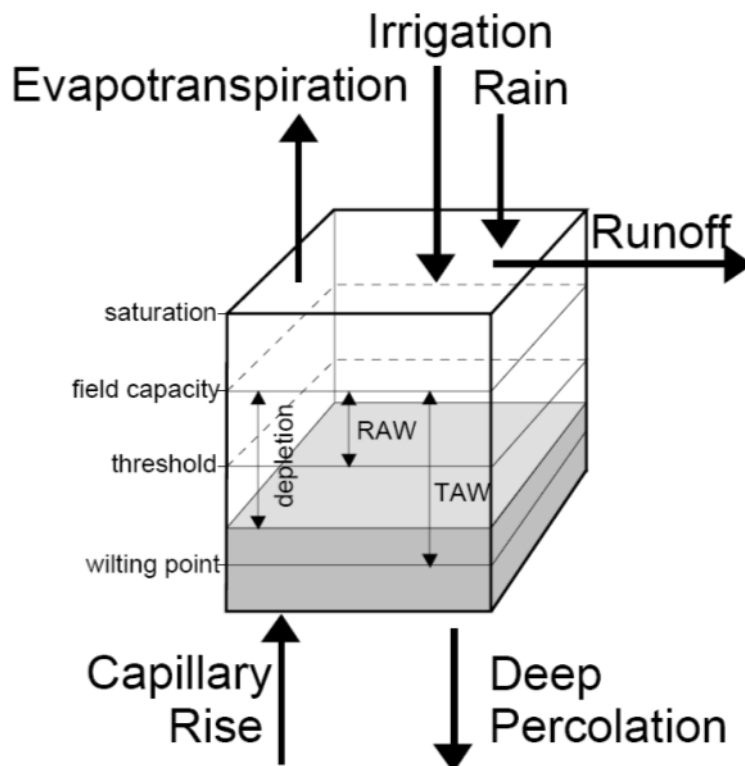 Irrigation
Evapotranspiration
Rain
Runoff
saturation
field capacity
depletion
RAW
threshold
TAW
wilting point
Capillary
Rise
Deep
Percolation